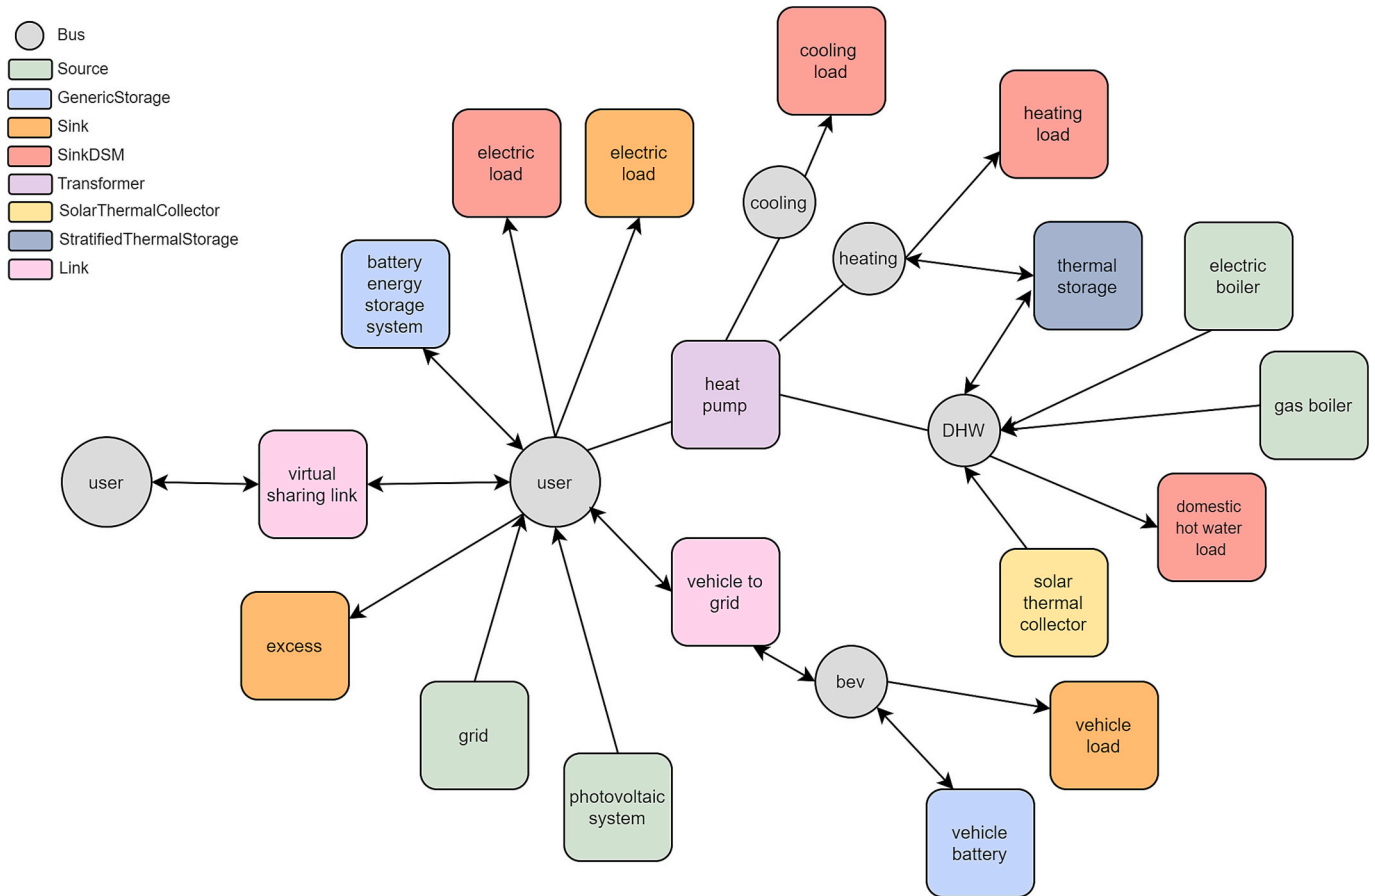 Bus
Source
GenericStorage
Sink
SinkDSM
Transformer
SolarThermalCollector
StratifiedThermalStorage
Link
cooling
load
heating
load
electric
load
electric
load
cooling
heating
battery
energy
storage
system
thermal
storage
electric
boiler
heat
pump
gas boiler
DHW
user
virtual
sharing link
user
domestic
hot water
load
vehicle to
grid
solar
thermal
collector
excess
bev
grid
vehicle
load
photovoltaic
system
vehicle
battery